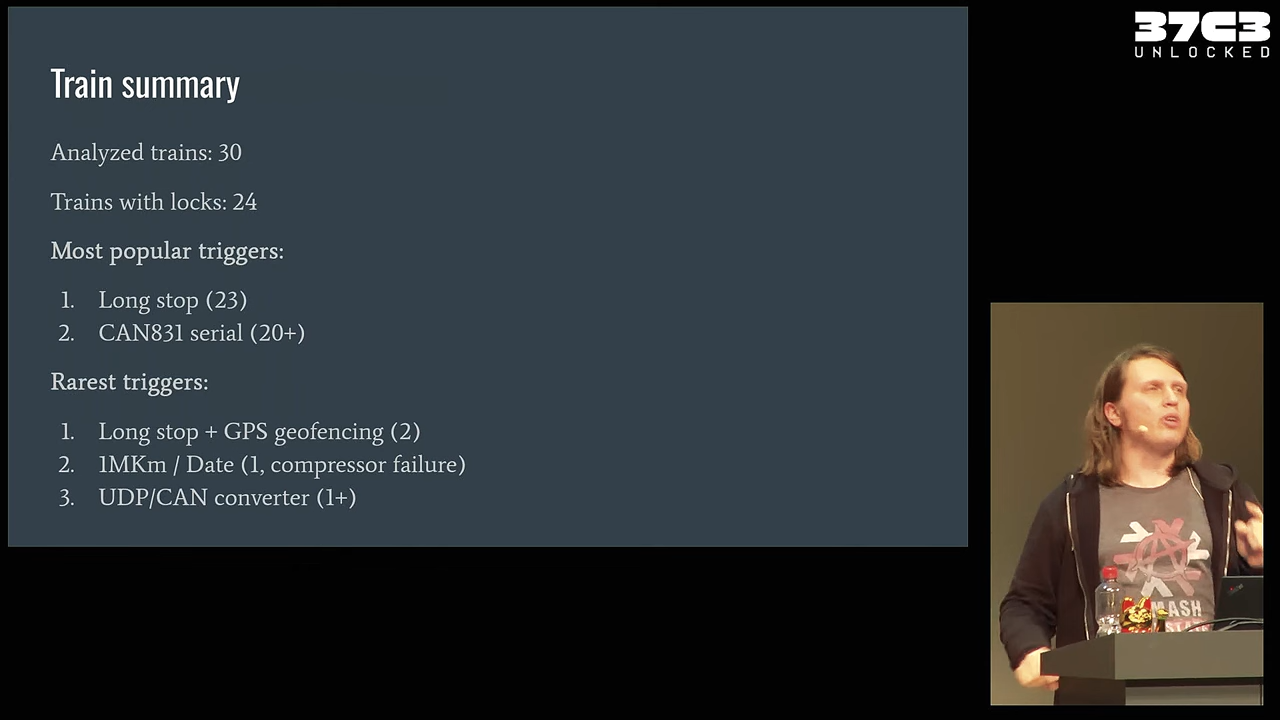 37C3
UNLOCKED
Train summary
Analyzed trains: 30
Trains with locks: 24
Most popular triggers:
1. Long stop (23)
2. CAN831 serial (20+)
Rarest triggers:
1. Long stop + GPS geofencing (2)
2. 1MKm / Date (1, compressor failure)
3. UDP/CAN converter (1+)
MASH
STATE